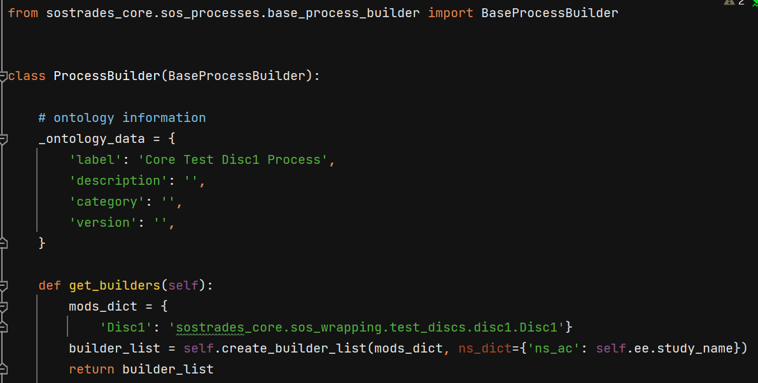 2
from sostrades_core.sos_processes.base_process_builder import BaseProcessBuilder
class ProcessBuilder(BaseProcessBuilder):
# ontology information
_ontology_data = {
'label': 'Core Test Disc1 Process',
'description': '',
'category': '',
'version': '',
}
def get_builders(self):
mods_dict = {
'Disc1': 'sostrades_core.sos_wrapping.test_discs.disc1.Disc1'}
builder_list = self.create_builder_list(mods_dict, ns_dict={'ns_ac': self.ee.study_name})
return builder_list